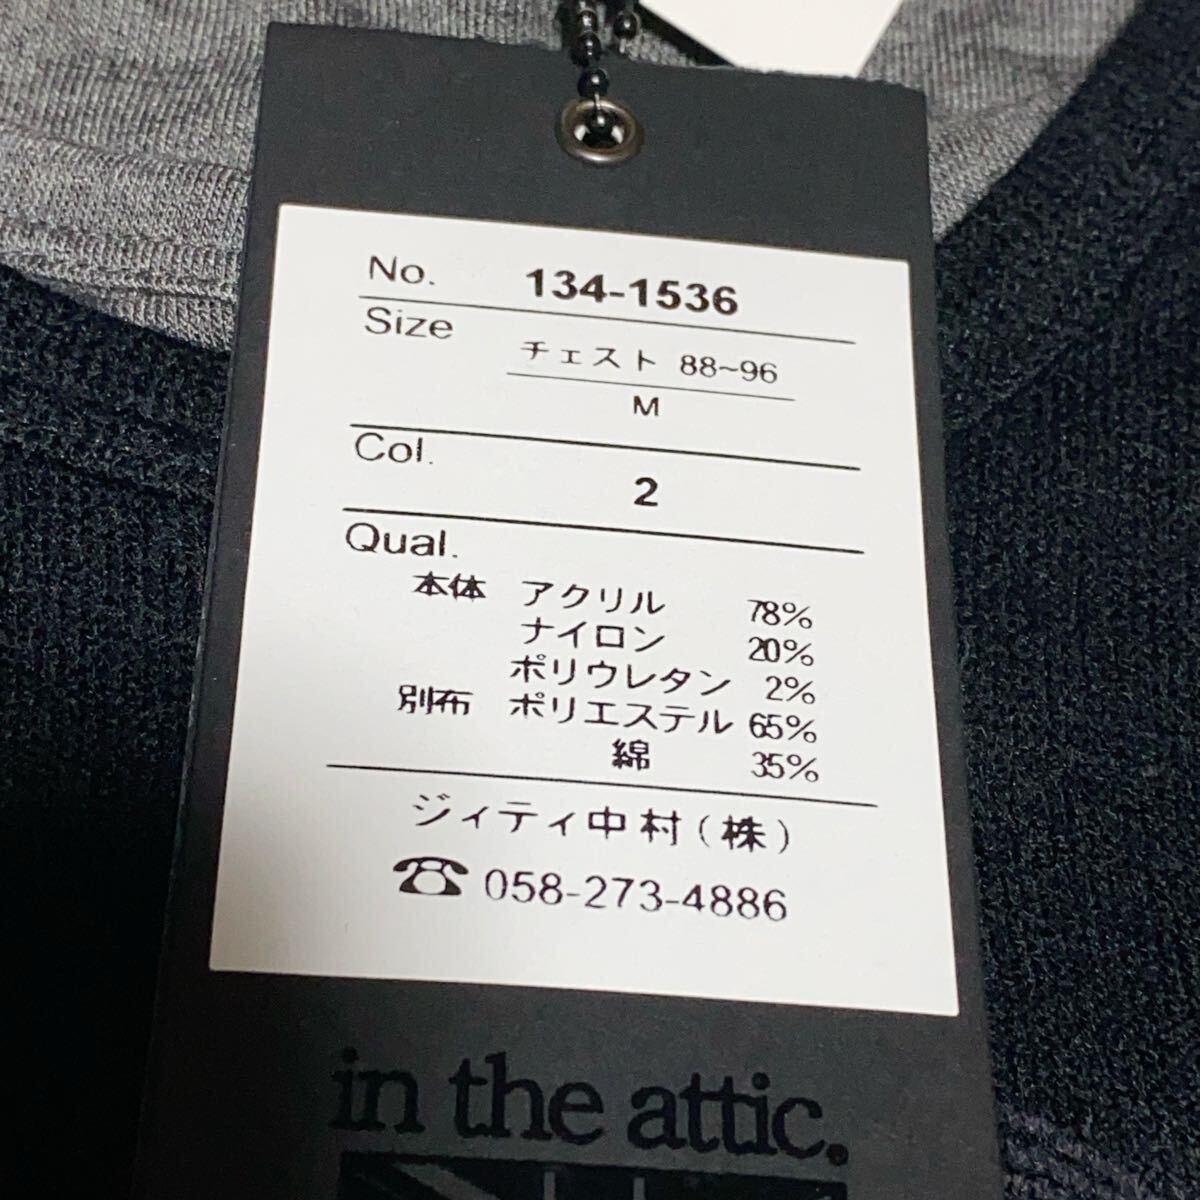 No. 134-1536
Size
チェスト 88~96
M
Col.
2
Qual.
本体 アクリル 78%
ナイロン 20%
ポリウレタン 2%
別布 ポリエステル 65%
綿 35%
ジィティ中村(株)
☎ 058-273-4886
in the attic.